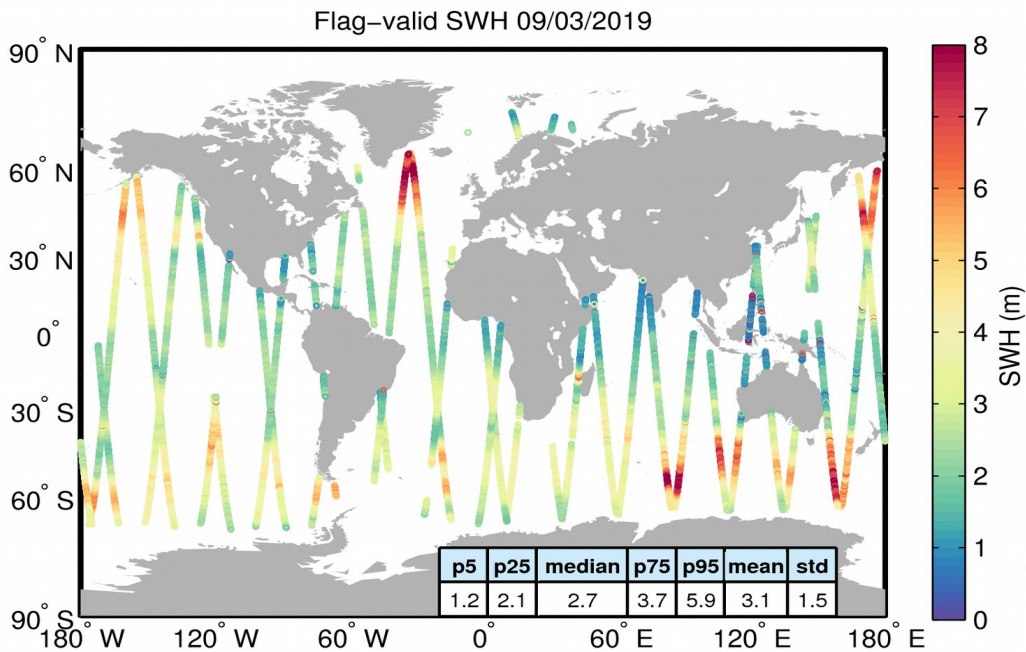 Flag−valid SWH 09/03/2019
90° N
60° N
30° N
0°
30° S
60° S
90° S
180° W
120° W
60° W
0°
60° E
120° E
180° E
p5 p25 median p75 p95 mean std
1.2 2.1 2.7 3.7 5.9 3.1 1.5
8
7
6
5
4
3
2
1
0
SWH (m)